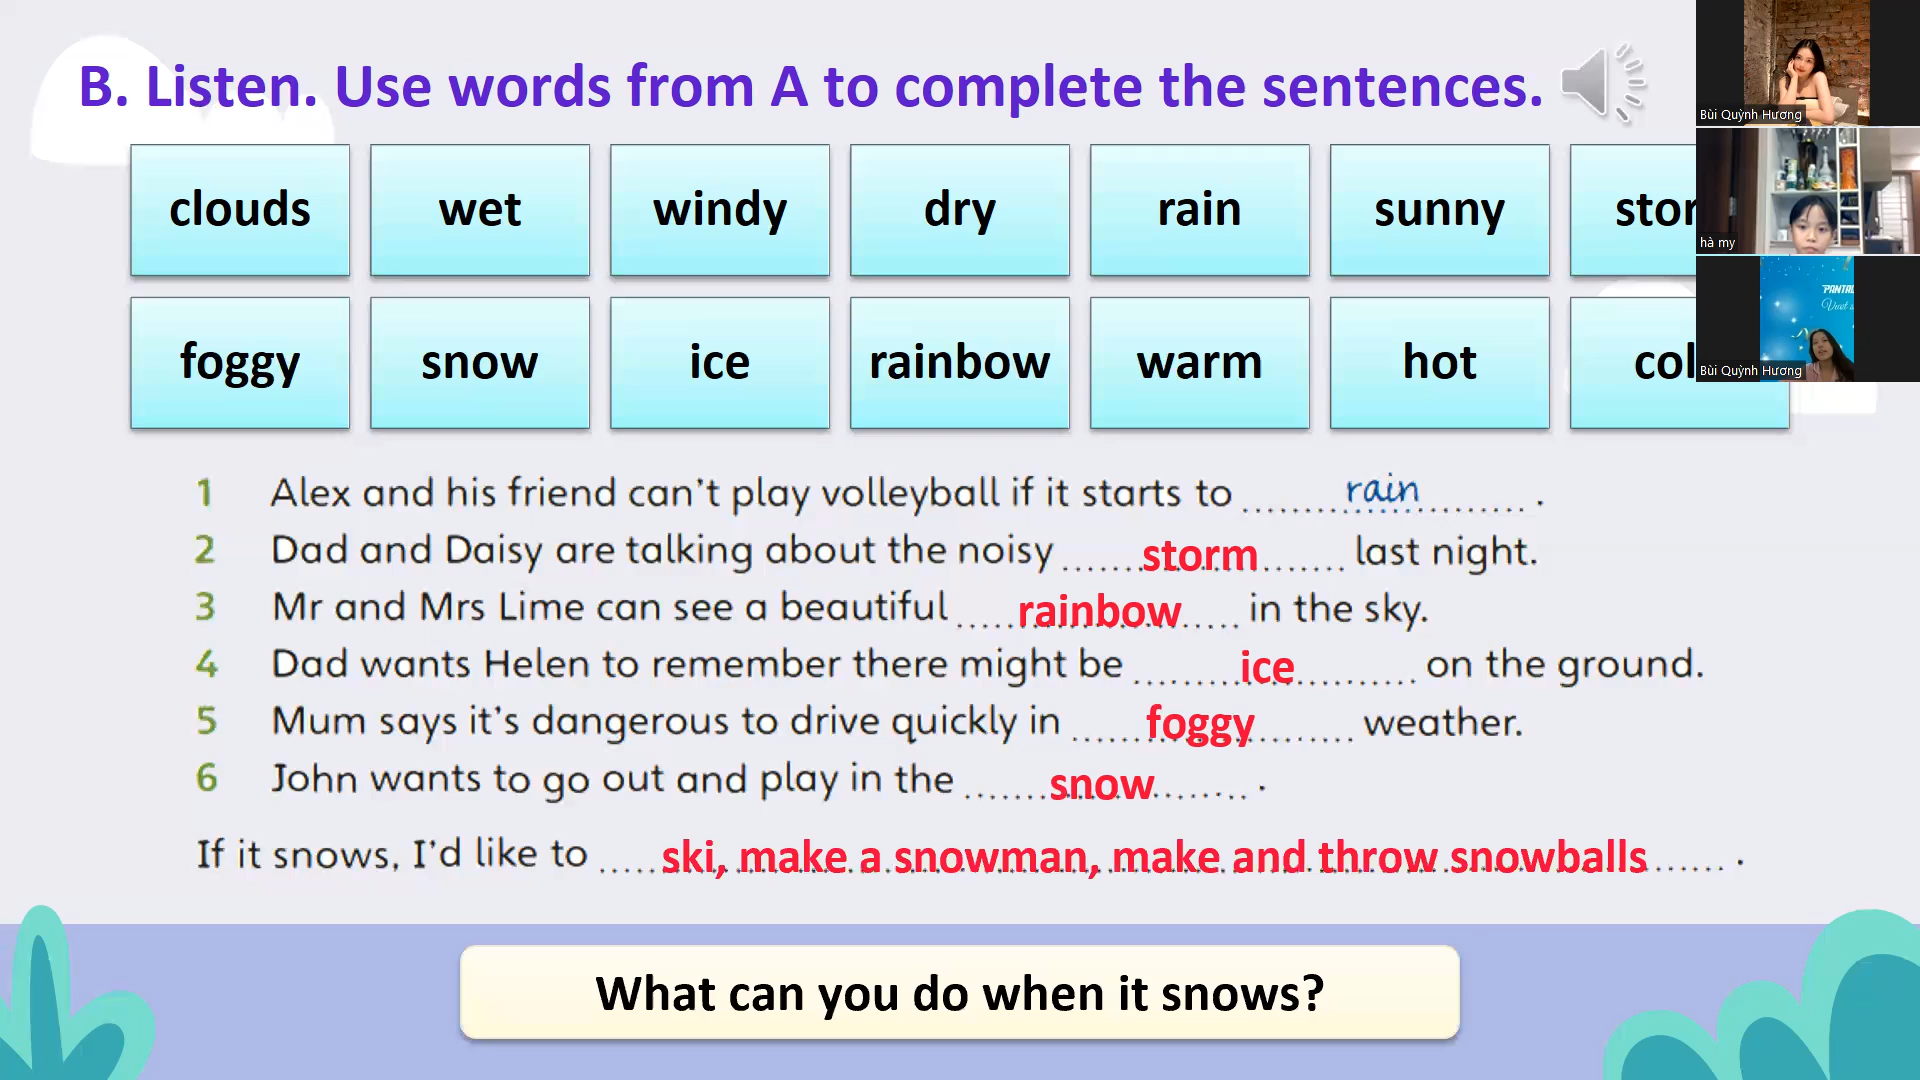 B. Listen. Use words from A to complete the sentences.
clouds wet windy dry rain sunny
foggy snow ice rainbow warm hot
1 Alex and his friend can't play volleyball if it starts to ........ rain ........ .
2 Dad and Daisy are talking about the noisy ........ storm ........ last night.
3 Mr and Mrs Lime can see a beautiful ........ rainbow ........ in the sky.
4 Dad wants Helen to remember there might be ........ ice ........ on the ground.
5 Mum says it's dangerous to drive quickly in ........ foggy ........ weather.
6 John wants to go out and play in the ........ snow ........ .
If it snows, I'd like to ..... ski, make a snowman, make and throw snowballs ...... .
What can you do when it snows?
Bùi Quỳnh Hương
hà my
Bùi Quỳnh Hương